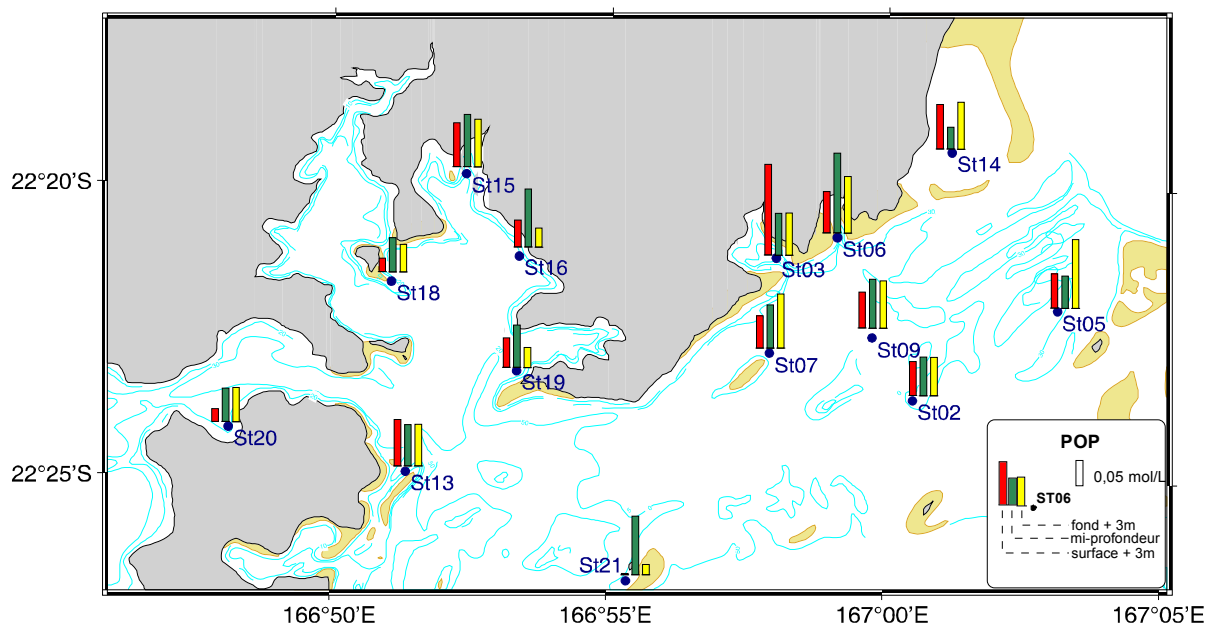 St14
22°20'S
St15
St06
St16
St03
St18
St05
St09
St07
St19
St02
St20
POP
22°25'S
St13
0,05 mol/L
ST06
fond + 3m
mi-profondeur
surface + 3m
St21
166°50'E
166°55'E
167°00'E
167°05'E